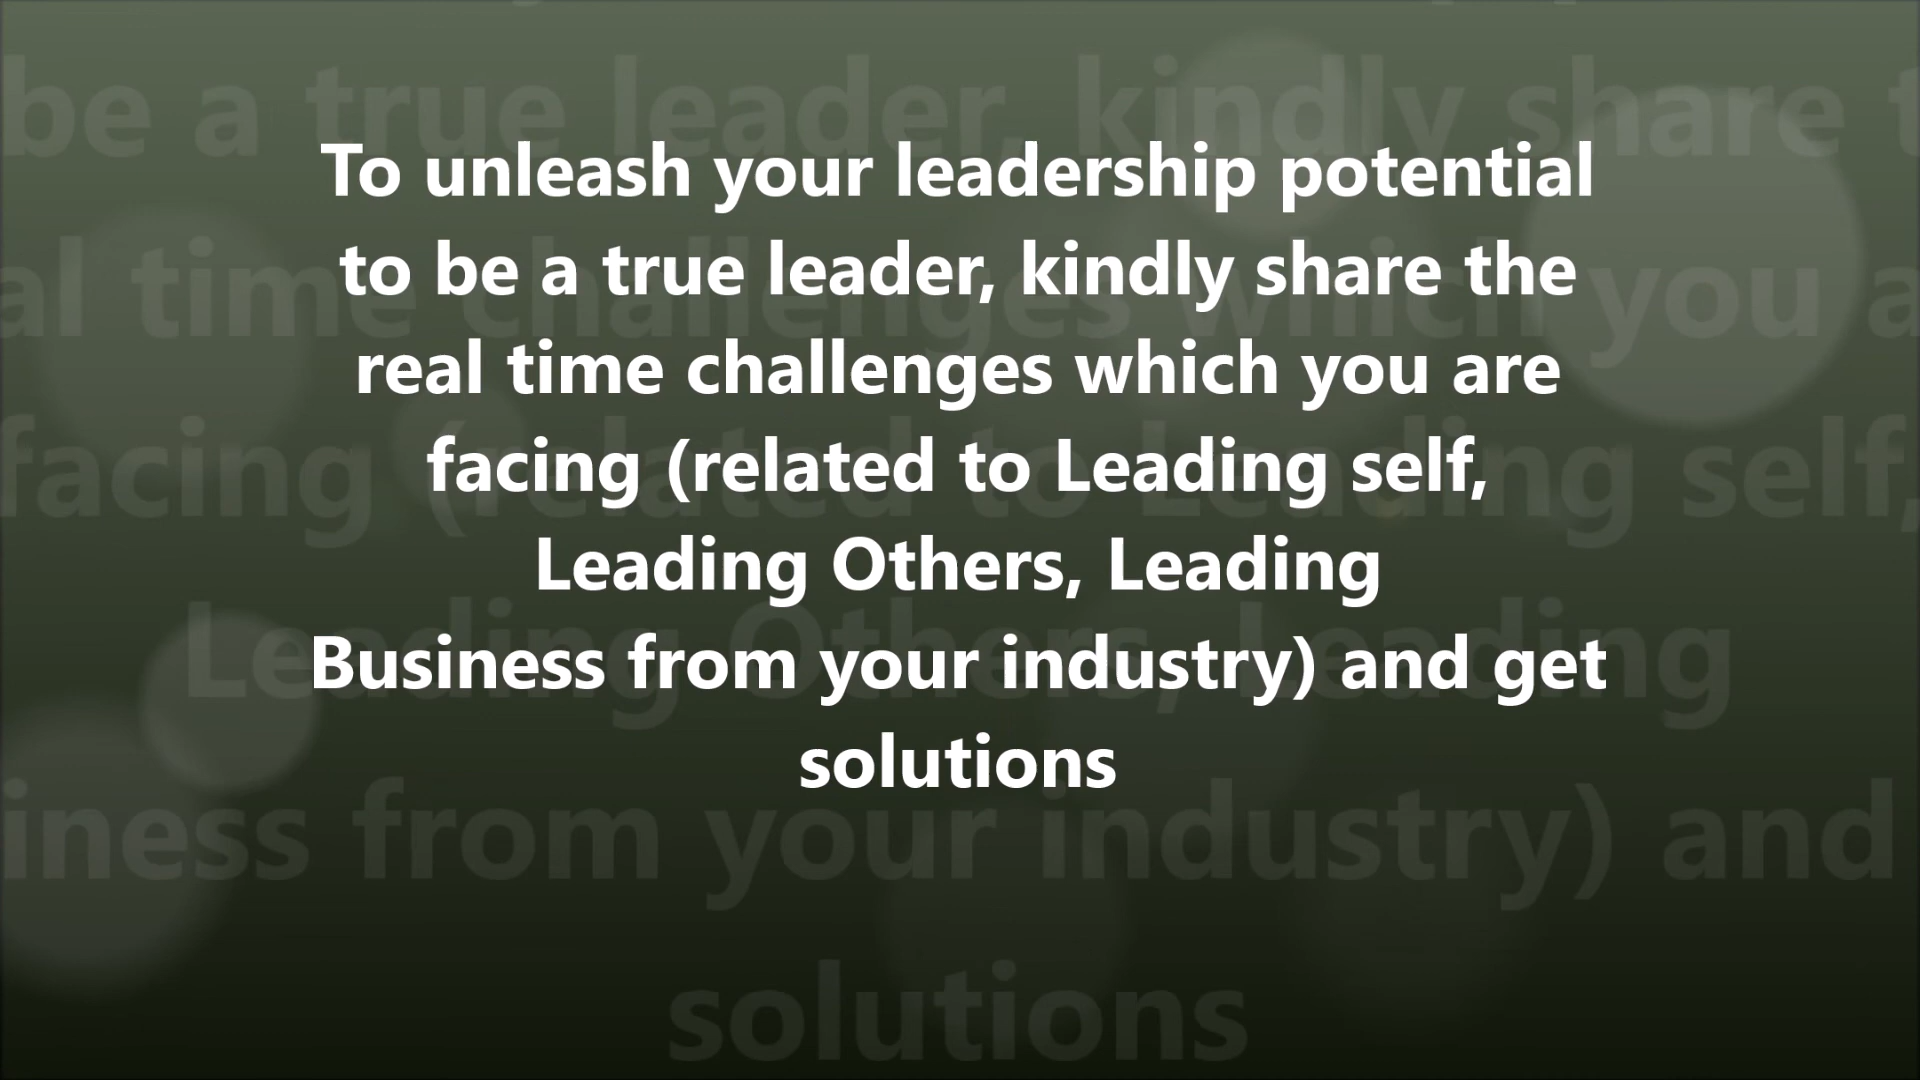 To unleash your leadership potential
to be a true leader, kindly share the
real time challenges which you are
facing (related to Leading self,
Leading Others, Leading
Business from your industry) and get
solutions